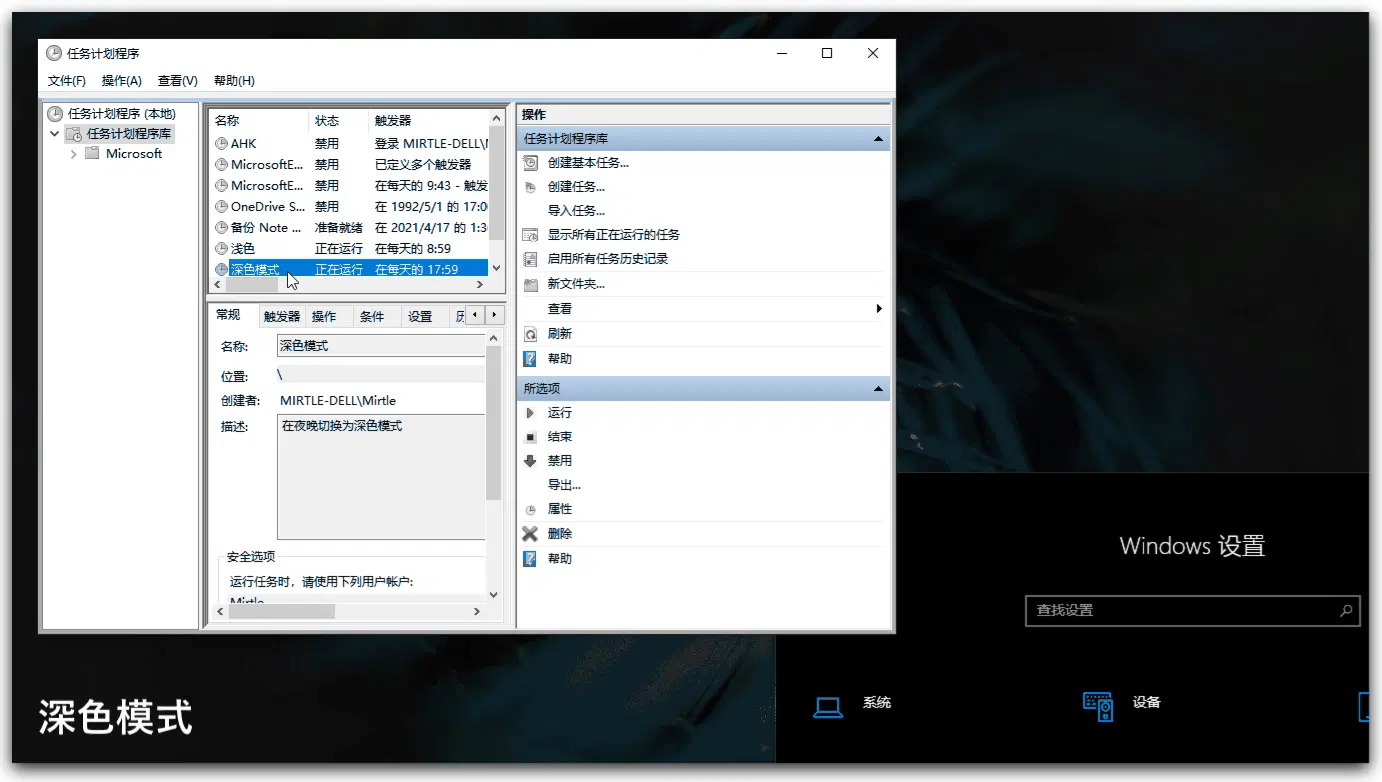 任务计划程序
文件(F) 操作(A) 查看(V) 帮助(H)
任务计划程序 (本地)
任务计划程序库
Microsoft
名称 状态 触发器
AHK 禁用 登录 MIRTLE-DELL\
MicrosoftE... 禁用 已定义多个触发器
MicrosoftE... 禁用 在每天的 9:43 - 触发
OneDrive S... 禁用 在 1992/5/1 的 17:0
备份 Note ... 准备就绪 在 2021/4/17 的 1:3
浅色 正在运行 在每天的 8:59
深色模式 正在运行 在每天的 17:59
常规 触发器 操作 条件 设置 历
名称: 深色模式
位置: \
创建者: MIRTLE-DELL\Mirtle
描述: 在夜晚切换为深色模式
安全选项
运行任务时，请使用下列用户帐户:
Mirtle
操作
任务计划程序库
创建基本任务...
创建任务...
导入任务...
显示所有正在运行的任务
启用所有任务历史记录
新文件夹...
查看
刷新
帮助
所选项
运行
结束
禁用
导出...
属性
删除
帮助
Windows 设置
查找设置
系统
设备
深色模式